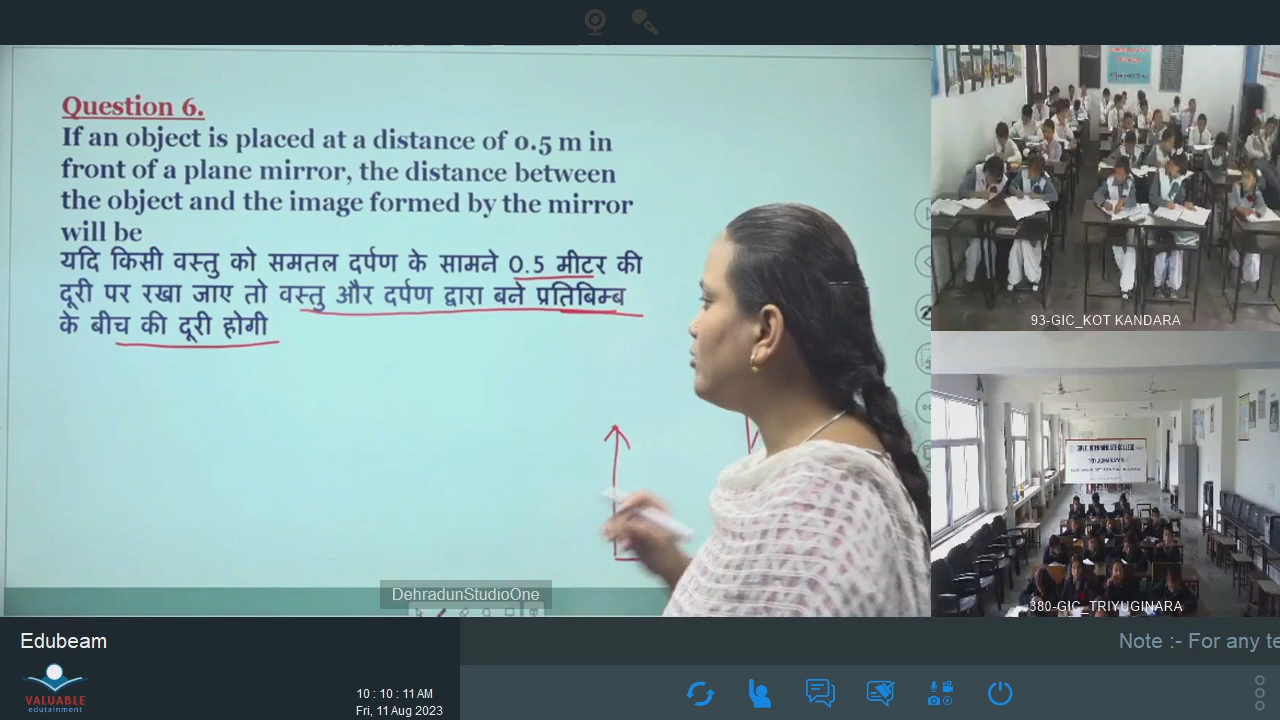 Question 6.
If an object is placed at a distance of 0.5 m in
front of a plane mirror, the distance between
the object and the image formed by the mirror
will be
यदि किसी वस्तु को समतल दर्पण के सामने 0.5 मीटर की
दूरी पर रखा जाए तो वस्तु और दर्पण द्वारा बने प्रतिबिम्ब
के बीच की दूरी होगी
DehradunStudioOne
93-GIC_KOT KANDARA
380-GIC_TRIYUGINARA
Edubeam
Note :- For any te
VALUABLE
edutainment
10 : 10 : 11 AM
Fri, 11 Aug 2023